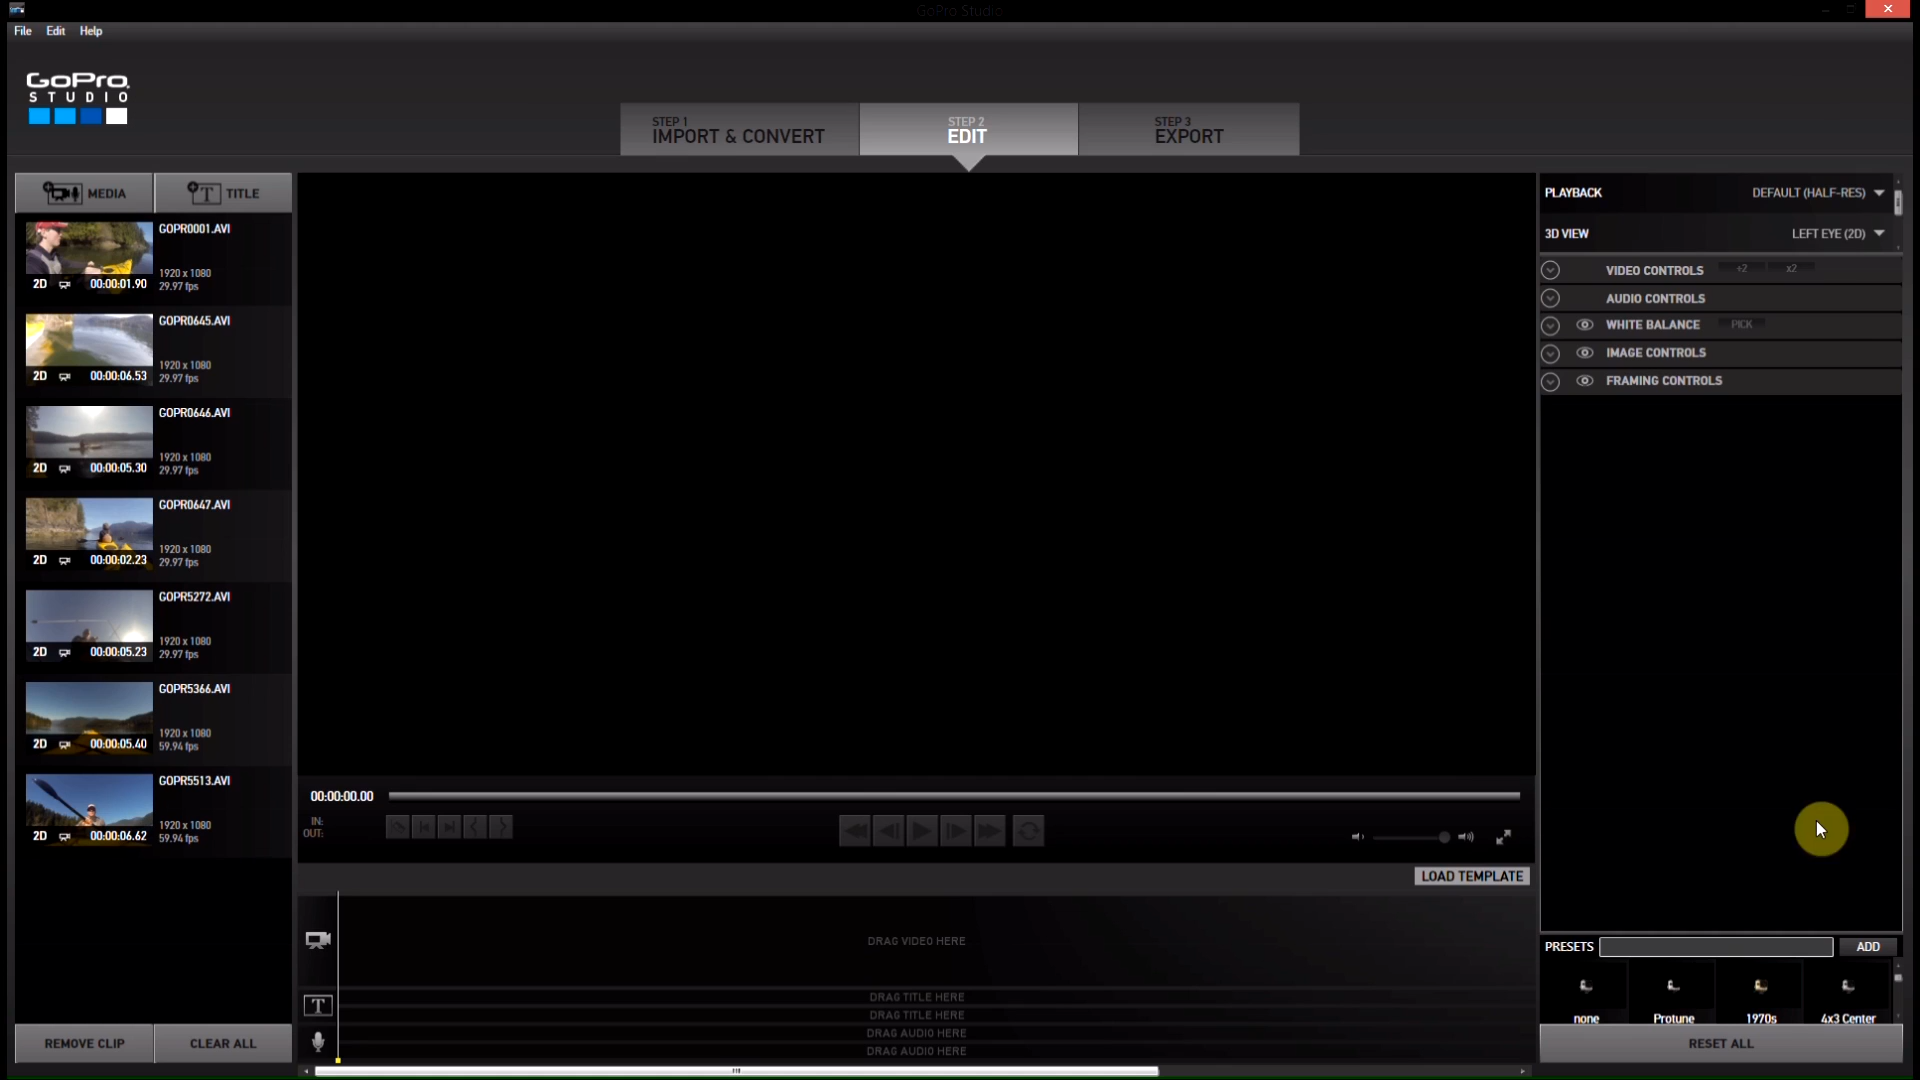 GoPro Studio
File Edit Help
GoPro
STUDIO
STEP 1
IMPORT & CONVERT
STEP 2
EDIT
STEP 3
EXPORT
MEDIA
T TITLE
GOPR0001.AVI
1920 x 1080
2D 00:00:01.90 29.97 fps
GOPR0645.AVI
1920 x 1080
2D 00:00:06.53 29.97 fps
GOPR0646.AVI
1920 x 1080
2D 00:00:05.30 29.97 fps
GOPR0647.AVI
1920 x 1080
2D 00:00:02.23 29.97 fps
GOPR5272.AVI
1920 x 1080
2D 00:00:05.23 29.97 fps
GOPR5366.AVI
1920 x 1080
2D 00:00:05.40 59.94 fps
GOPR5513.AVI
1920 x 1080
2D 00:00:06.62 59.94 fps
REMOVE CLIP CLEAR ALL
00:00:00.00
IN:
OUT:
LOAD TEMPLATE
DRAG VIDEO HERE
T
DRAG TITLE HERE
DRAG TITLE HERE
DRAG AUDIO HERE
DRAG AUDIO HERE
PLAYBACK DEFAULT (HALF-RES)
3D VIEW LEFT EYE (2D)
VIDEO CONTROLS ÷2 x2
AUDIO CONTROLS
WHITE BALANCE PICK
IMAGE CONTROLS
FRAMING CONTROLS
PRESETS ADD
none Protune 1970s 4x3 Center
RESET ALL